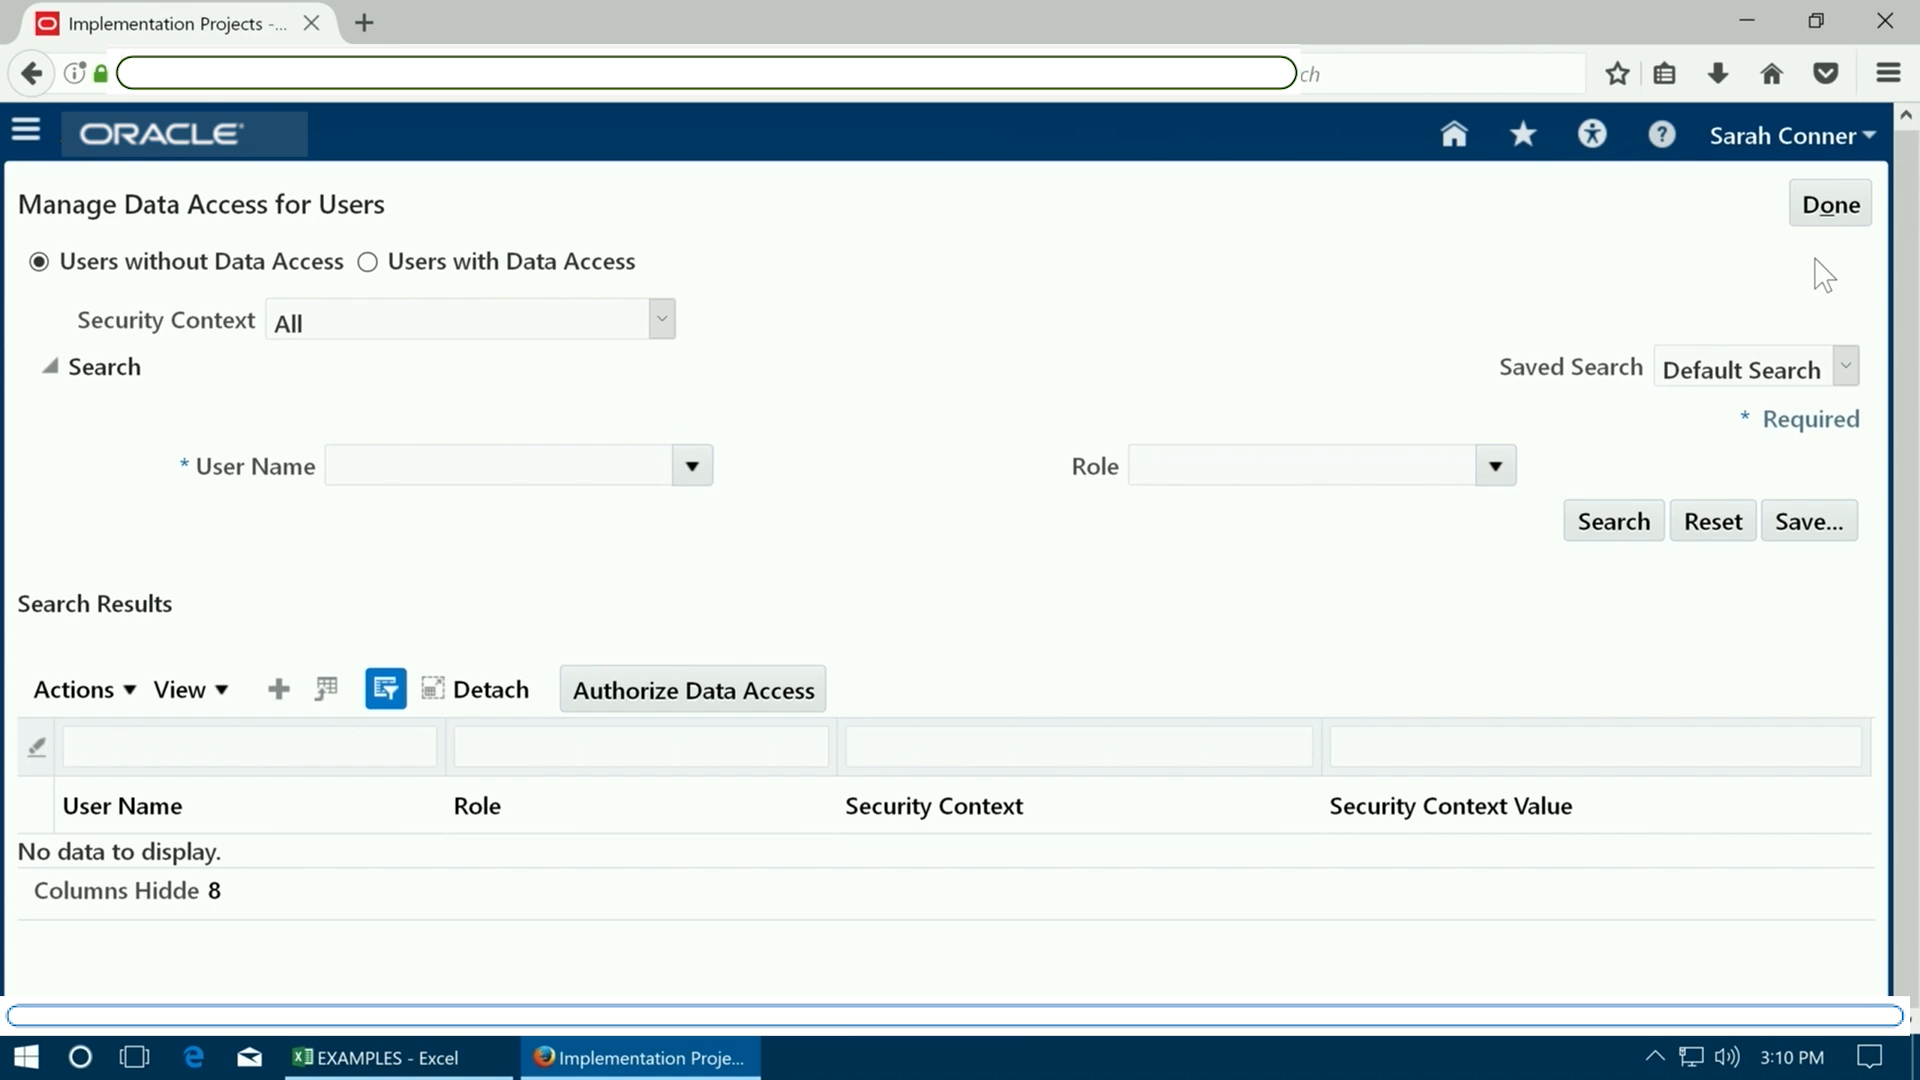 Implementation Projects -...
ch
ORACLE
Sarah Conner
Manage Data Access for Users
Done
Users without Data Access Users with Data Access
Security Context All
Search
Saved Search Default Search
* Required
* User Name
Role
Search Reset Save...
Search Results
Actions View Detach Authorize Data Access
User Name Role Security Context Security Context Value
No data to display.
Columns Hidde 8
EXAMPLES - Excel
Implementation Proje...
3:10 PM